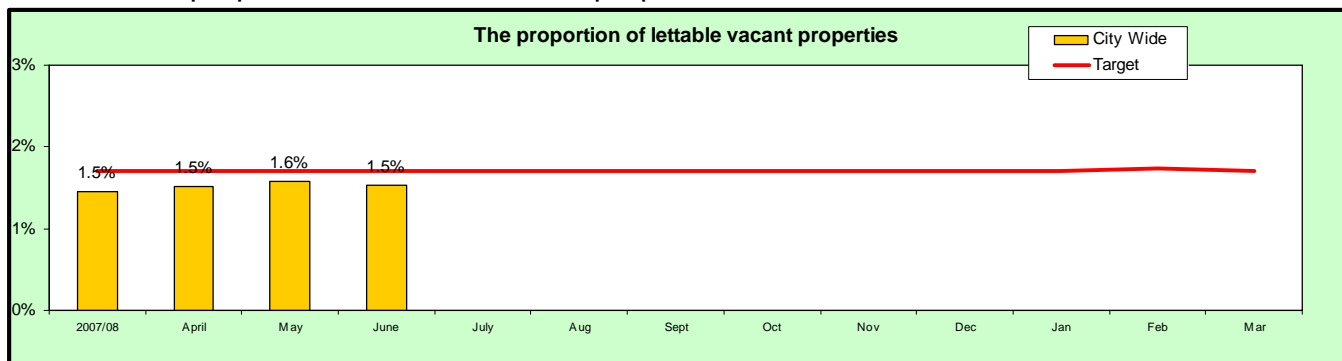 The proportion of lettable vacant properties
City Wide
Target
3%
2%
1%
0%
1.5%
1.5%
1.6%
1.5%
2007/08 April May June July Aug Sept Oct Nov Dec Jan Feb Mar